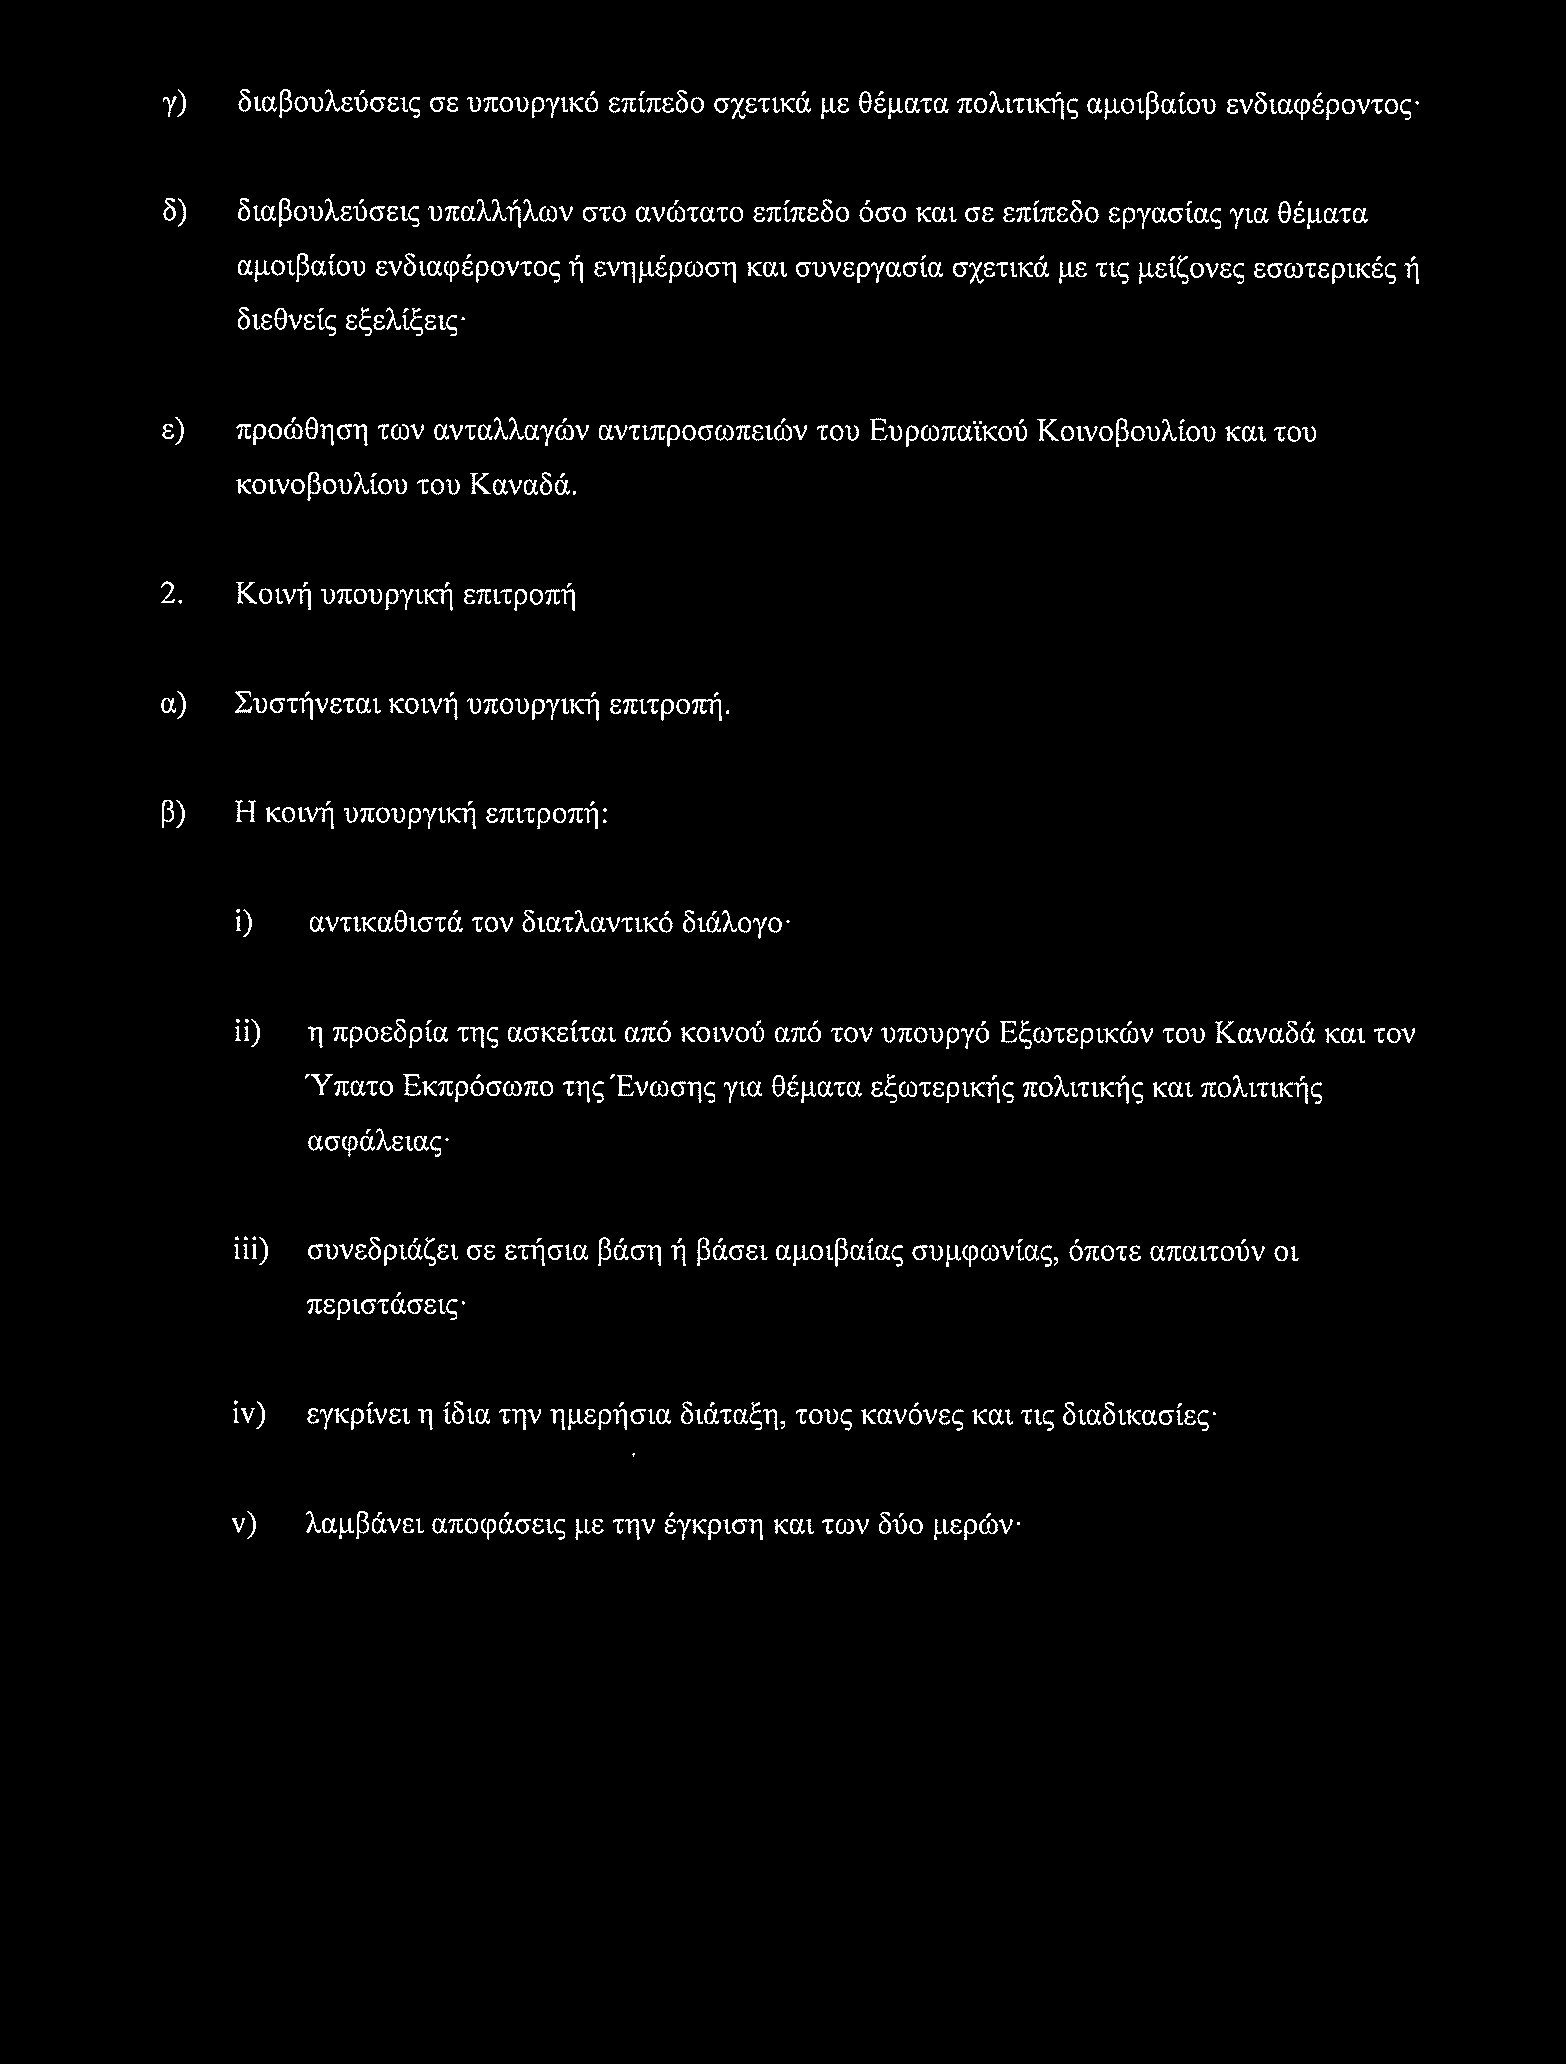 γ) διαβουλεύσεις σε υπουργικό επίπεδο σχετικά με θέματα πολιτικής αμοιβαίου ενδιαφέροντος·
δ) διαβουλεύσεις υπαλλήλων στο ανώτατο επίπεδο όσο και σε επίπεδο εργασίας για θέματα
αμοιβαίου ενδιαφέροντος ή ενημέρωση και συνεργασία σχετικά με τις μείζονες εσωτερικές ή
διεθνείς εξελίξεις·
ε) προώθηση των ανταλλαγών αντιπροσωπειών του Ευρωπαϊκού Κοινοβουλίου και του
κοινοβουλίου του Καναδά.
2. Κοινή υπουργική επιτροπή
α) Συστήνεται κοινή υπουργική επιτροπή.
β) Η κοινή υπουργική επιτροπή:
i) αντικαθιστά τον διατλαντικό διάλογο·
ii) η προεδρία της ασκείται από κοινού από τον υπουργό Εξωτερικών του Καναδά και τον
Ύπατο Εκπρόσωπο της Ένωσης για θέματα εξωτερικής πολιτικής και πολιτικής
ασφάλειας·
iii) συνεδριάζει σε ετήσια βάση ή βάσει αμοιβαίας συμφωνίας, όποτε απαιτούν οι
περιστάσεις·
iv) εγκρίνει η ίδια την ημερήσια διάταξη, τους κανόνες και τις διαδικασίες·
v) λαμβάνει αποφάσεις με την έγκριση και των δύο μερών·